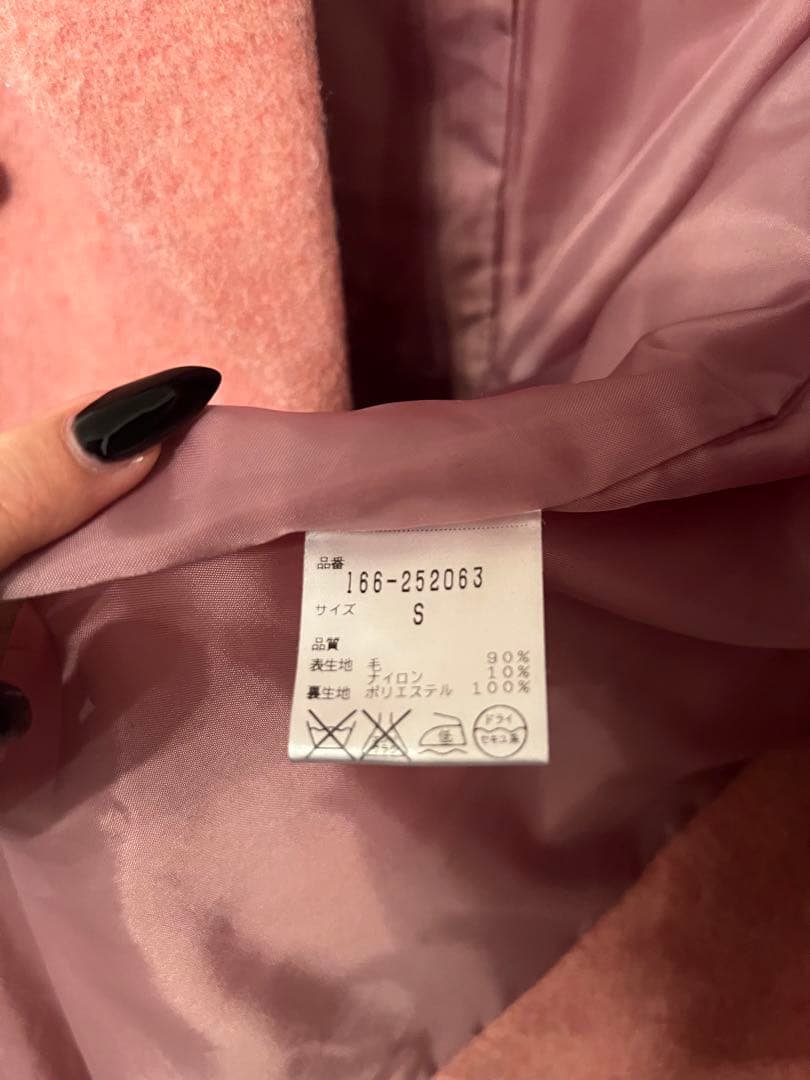 品番
166-252063
サイズ S
品質
表生地 毛 90%
ナイロン 10%
裏生地 ポリエステル 100%
低
ドライ
セキユ系